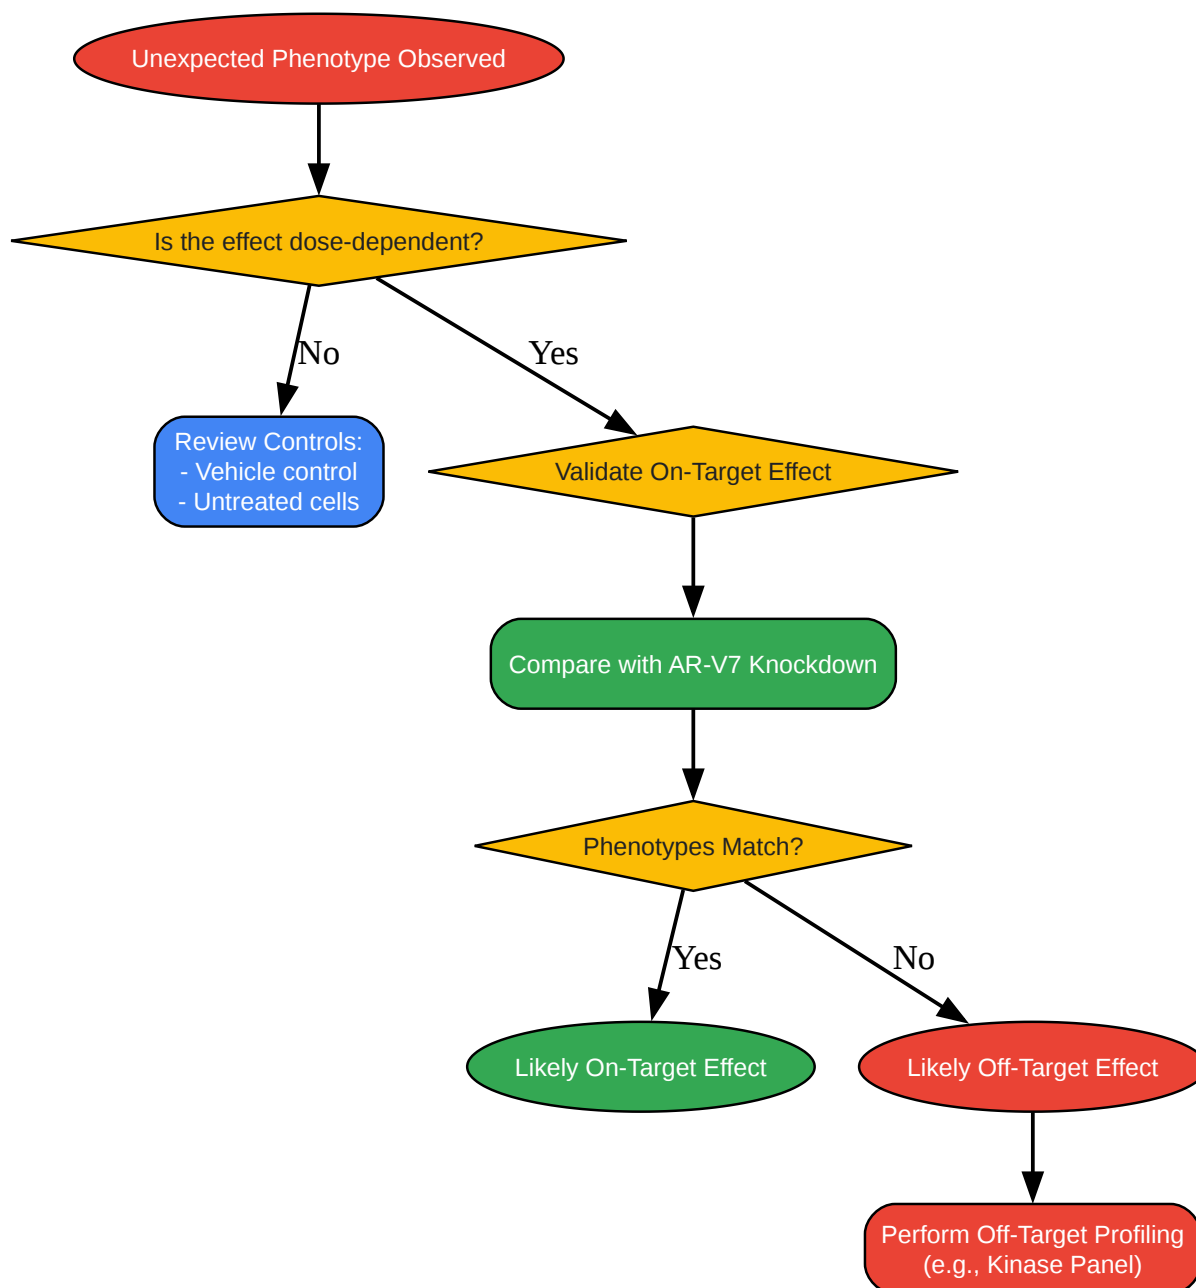 Unexpected Phenotype Observed
Is the effect dose-dependent?
No
Yes
Review Controls:
- Vehicle control
- Untreated cells
Validate On-Target Effect
Compare with AR-V7 Knockdown
Phenotypes Match?
Yes
No
Likely On-Target Effect
Likely Off-Target Effect
Perform Off-Target Profiling
(e.g., Kinase Panel)